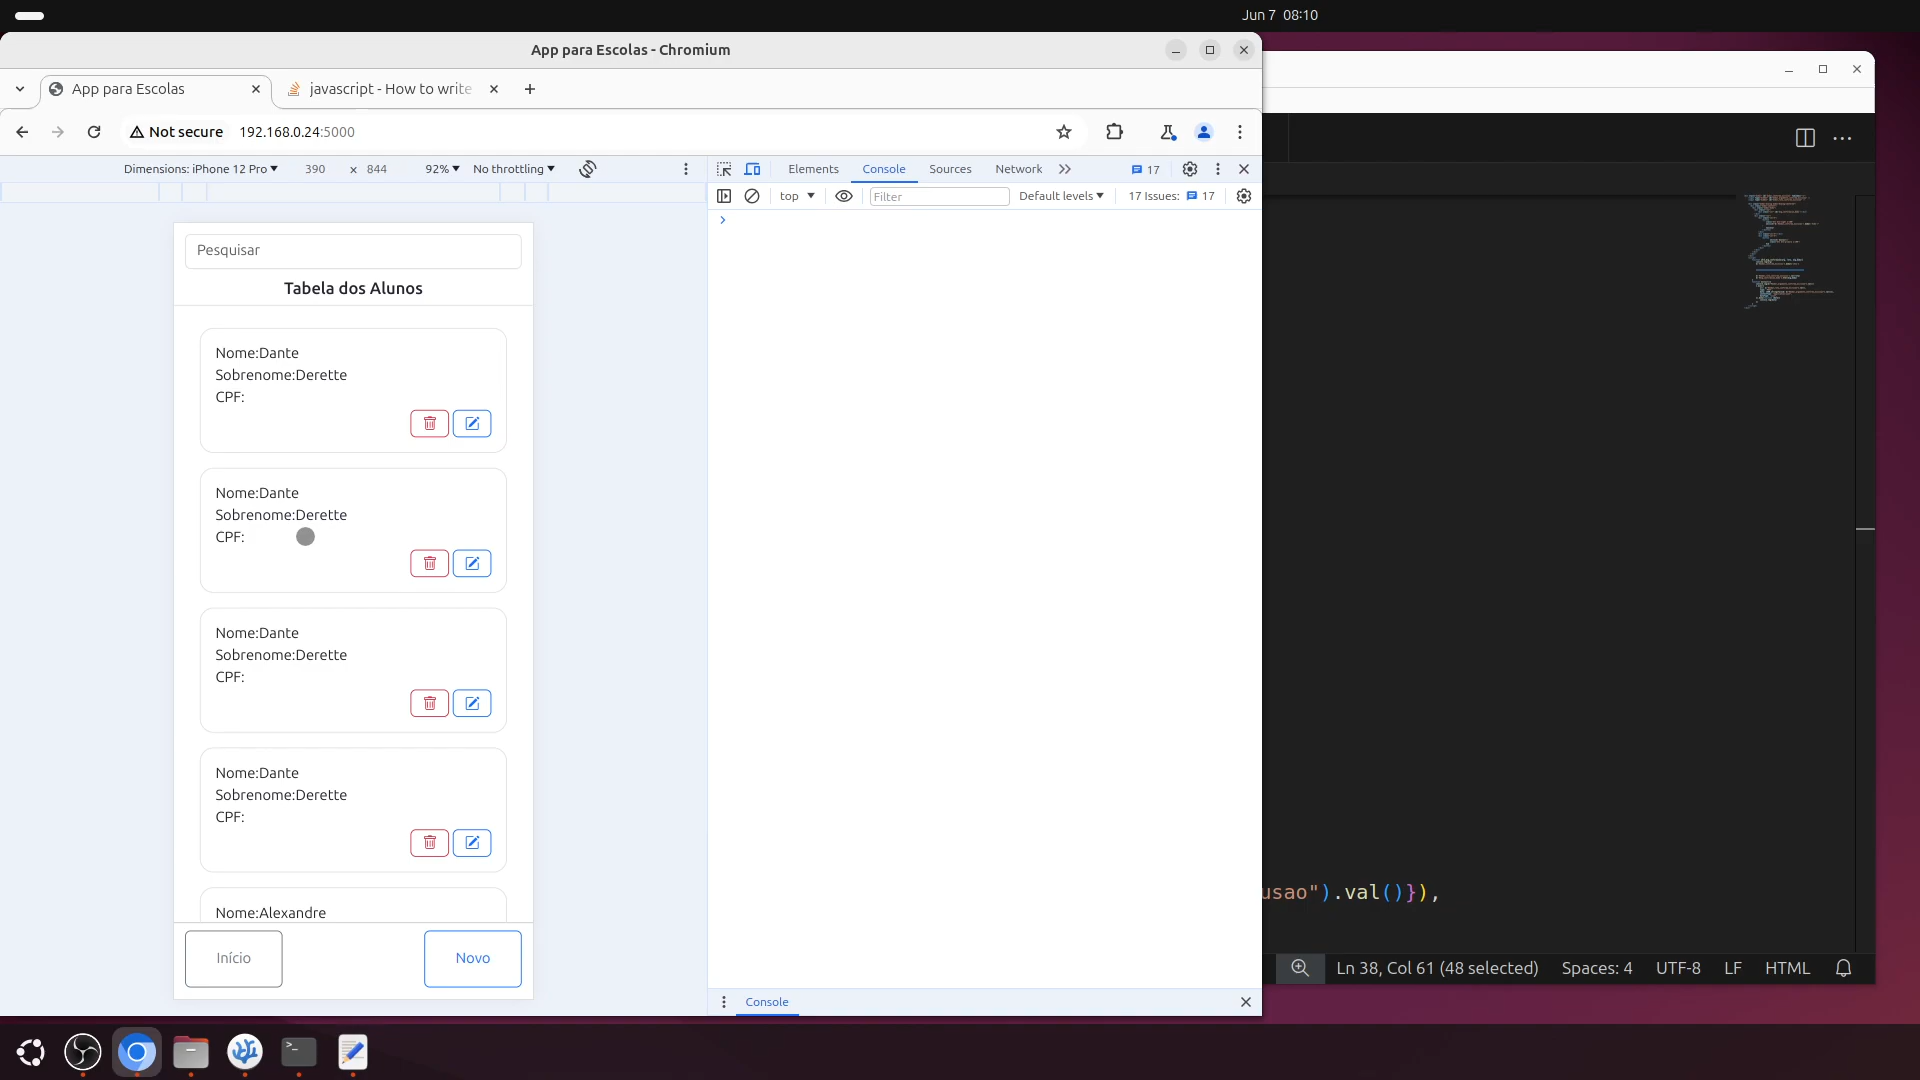 Jun 7 08:10
App para Escolas - Chromium
App para Escolas
javascript - How to write
Not secure
192.168.0.24:5000
Dimensions: iPhone 12 Pro
390
x
844
92%
No throttling
Elements
Console
Sources
Network
17
top
Filter
Default levels
17 Issues:
17
Pesquisar
Tabela dos Alunos
Nome:Dante
Sobrenome:Derette
CPF:
Nome:Dante
Sobrenome:Derette
CPF:
Nome:Dante
Sobrenome:Derette
CPF:
Nome:Dante
Sobrenome:Derette
CPF:
Nome:Alexandre
Início
Novo
usao").val()}),
Ln 38, Col 61 (48 selected)
Spaces: 4
UTF-8
LF
HTML
Console